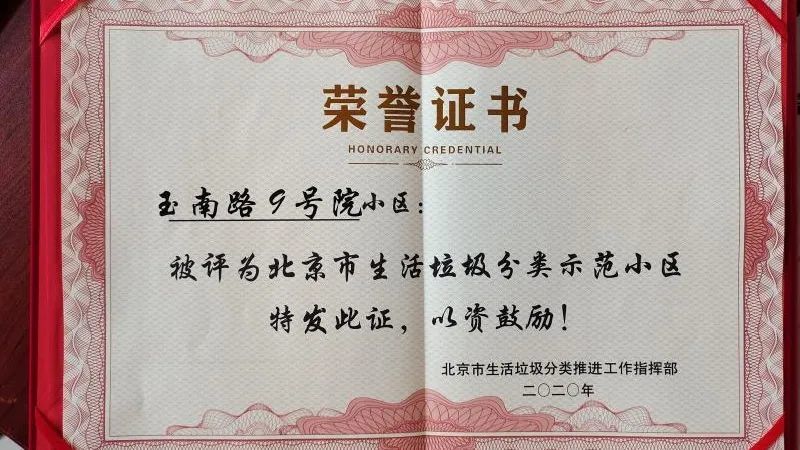 荣誉证书
HONORARY CREDENTIAL
玉南路9号院小区：
被评为北京市生活垃圾分类示范小区
特发此证，以资鼓励！
北京市生活垃圾分类推进工作指挥部
二〇二〇年